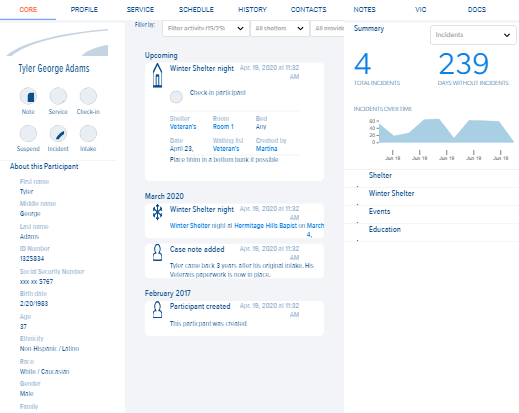 CORE PROFILE SERVICE SCHEDULE HISTORY CONTACTS NOTES VIC DOCS
Tyler George Adams
Note Service Check-in
Suspend Incident Intake
About this Participant
First name
Tyler
Middle name
George
Last name
Adams
ID Number
1325834
Social Security Number
xxx-xx-5767
Birth date
2/20/1983
Age
37
Ethnicity
Non-Hispanic / Latino
Race
White / Caucasian
Gender
Male
Family
Filter by:
Filter activity (15/25) All shelters All provide
Upcoming
Winter Shelter night Apr. 19, 2020 at 11:32
AM
Check-in participant
Shelter Room Bed
Veteran's Room 1 Any
Date Waiting list Created by
April 23, Veteran's Martina
Place himn in a bottom bunk if possible
March 2020
Winter Shelter night Apr. 19, 2020 at 11:32
AM
Winter Shelter night at Hermitage Hills Bapist on March
4,
Case note added Apr. 19, 2020 at 11:32
AM
Tyler came back 3 years after his original intake. His
Veterans paperwork is now in place.
February 2017
Participant created Apr. 19, 2020 at 11:32
AM
This participant was created
Summary
Incidents
4 239
TOTAL INCIDENTS DAYS WITHOUT INCIDENTS
INCIDENTS OVER TIME
60
40
20
0
Jun 19 Jun 19 Jun 19 Jun 19 Jun 19
Shelter
Winter Shelter
Events
Education